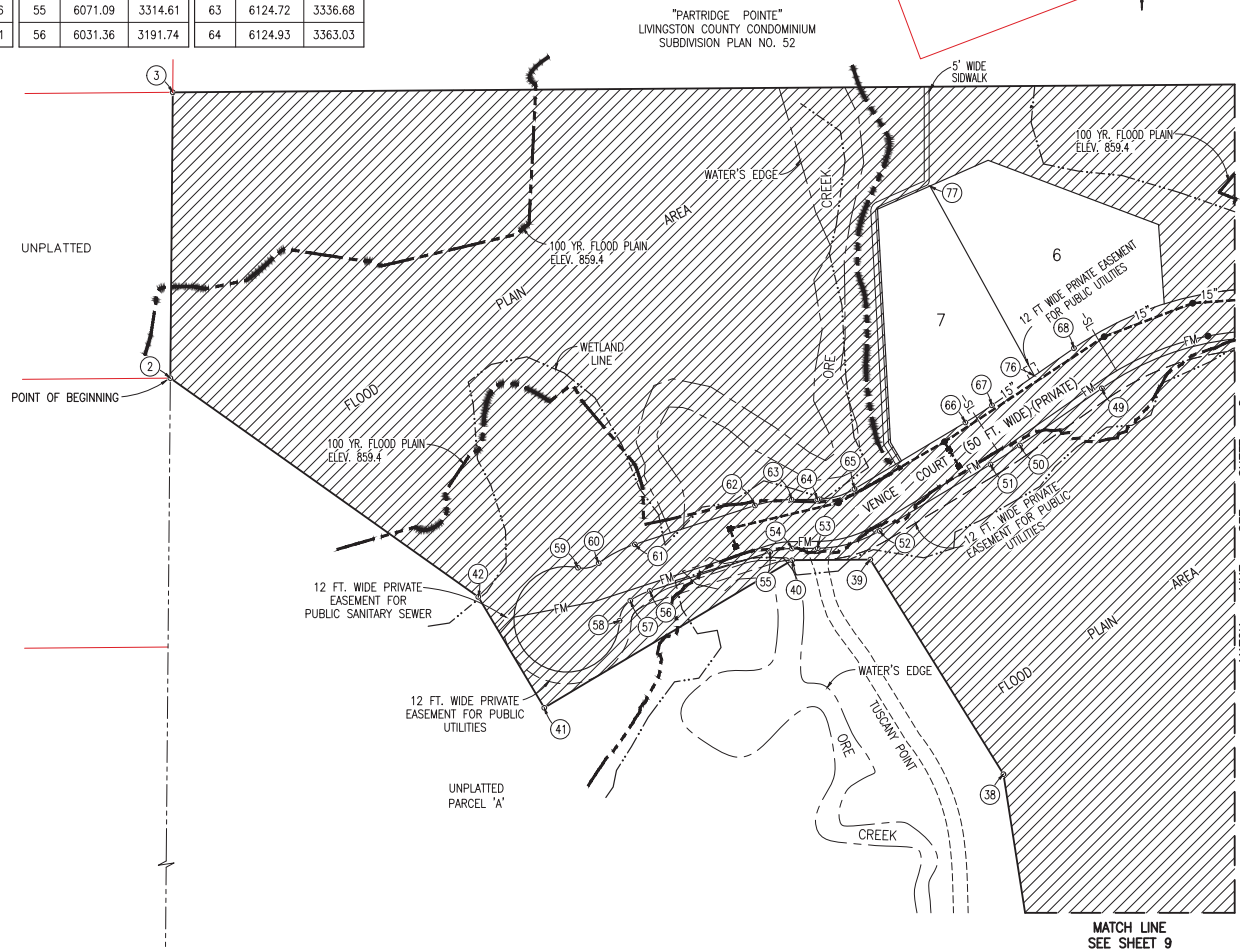 6 55 6071.09 3314.61 63 6124.72 3336.68
1 56 6031.36 3191.74 64 6124.93 3363.03
"PARTRIDGE POINTE"
LIVINGSTON COUNTY CONDOMINIUM
SUBDIVISION PLAN NO. 52
3
5' WIDE
SIDWALK
100 YR. FLOOD PLAIN
ELEV. 859.4
WATER'S EDGE
CREEK
77
AREA
UNPLATTED
100 YR. FLOOD PLAIN
ELEV. 859.4
6
12 FT WIDE PRIVATE EASEMENT
FOR PUBLIC UTILITIES
PLAIN
7
15"
15"
68
-S-
FM
WETLAND
LINE
ORE
2
76
POINT OF BEGINNING
FLOOD
67
15"
66
-S-
(50 FT. WIDE) (PRIVATE)
FM
49
100 YR. FLOOD PLAIN
ELEV. 859.4
65
COURT
VENICE
FM
50
51
62
63
64
12 FT. WIDE PRIVATE
EASEMENT FOR PUBLIC
UTILITIES
59
60
61
54
FM
53
52
42
55
40
39
12 FT. WIDE PRIVATE
EASEMENT FOR
PUBLIC SANITARY SEWER
FM
FM
56
57
58
AREA
PLAIN
FLOOD
12 FT. WIDE PRIVATE
EASEMENT FOR PUBLIC
UTILITIES
41
WATER'S EDGE
TUSCANY POINT
ORE
UNPLATTED
PARCEL 'A'
38
CREEK
MATCH LINE
SEE SHEET 9